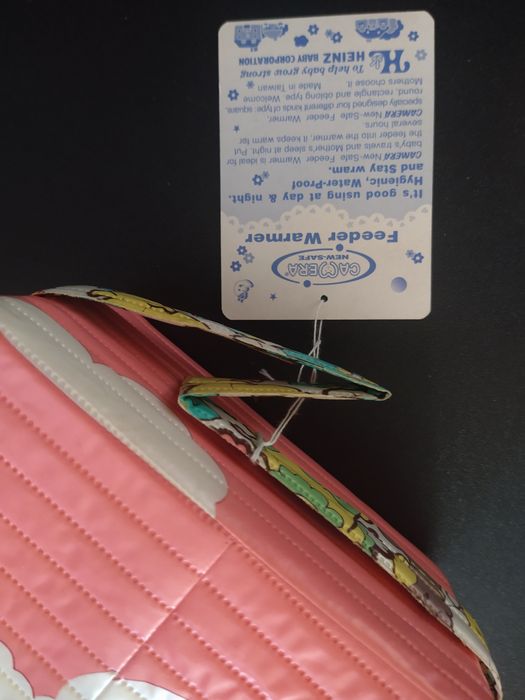 CAMERA
NEW-SAFE
Feeder Warmer
It's good using at day & night.
Hygienic, Water-Proof
and Stay wram.
CAMERA New-Safe Feeder Warmer is ideal for
baby's travels and Mother's sleep at night. Put
the feeder into the warmer, it keeps it for warm for
several hours
CAMERA New-Safe Feeder Warmer.
specially designed four different kinds of type. square,
round, rectangle and oblong type. Welcome
Mothers choose it. Made in Taiwan
To help baby grow strong
HEINZ
BABY CORPORATION